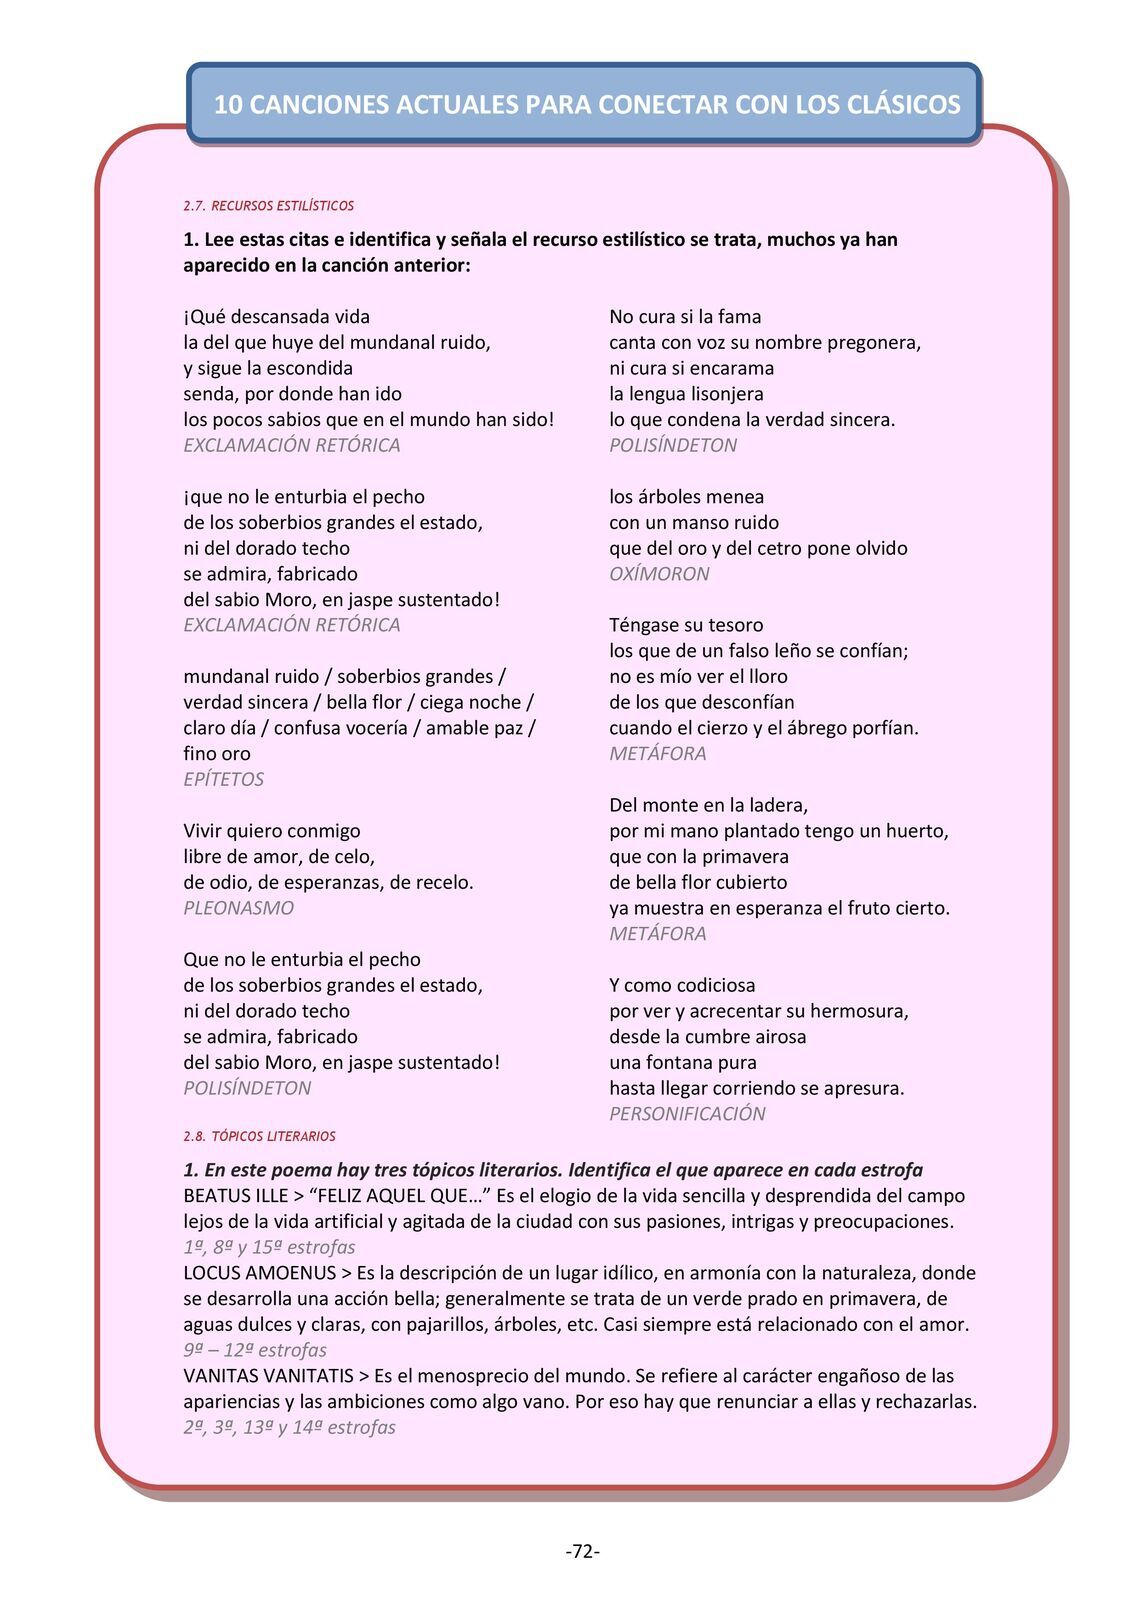 10 CANCIONES ACTUALES PARA CONECTAR CON LOS CLÁSICOS
2.7. RECURSOS ESTILÍSTICOS
1. Lee estas citas e identifica y señala el recurso estilístico se trata, muchos ya han
aparecido en la canción anterior:
¡Qué descansada vida
la del que huye del mundanal ruido,
y sigue la escondida
senda, por donde han ido
los pocos sabios que en el mundo han sido!
EXCLAMACIÓN RETÓRICA
¡que no le enturbia el pecho
de los soberbios grandes el estado,
ni del dorado techo
se admira, fabricado
del sabio Moro, en jaspe sustentado!
EXCLAMACIÓN RETÓRICA
mundanal ruido / soberbios grandes /
verdad sincera / bella flor / ciega noche /
claro día / confusa vocería / amable paz /
fino oro
EPÍTETOS
Vivir quiero conmigo
libre de amor, de celo,
de odio, de esperanzas, de recelo.
PLEONASMO
Que no le enturbia el pecho
de los soberbios grandes el estado,
ni del dorado techo
se admira, fabricado
del sabio Moro, en jaspe sustentado!
POLISÍNDETON
No cura si la fama
canta con voz su nombre pregonera,
ni cura si encarama
la lengua lisonjera
lo que condena la verdad sincera.
POLISÍNDETON
los árboles menea
con un manso ruido
que del oro y del cetro pone olvido
OXÍMORON
Téngase su tesoro
los que de un falso leño se confían;
no es mío ver el lloro
de los que desconfían
cuando el cierzo y el ábrego porfían.
METÁFORA
Del monte en la ladera,
por mi mano plantado tengo un huerto,
que con la primavera
de bella flor cubierto
ya muestra en esperanza el fruto cierto.
METÁFORA
Y como codiciosa
por ver y acrecentar su hermosura,
desde la cumbre airosa
una fontana pura
hasta llegar corriendo se apresura.
PERSONIFICACIÓN
2.8. TÓPICOS LITERARIOS
1. En este poema hay tres tópicos literarios. Identifica el que aparece en cada estrofa
BEATUS ILLE > “FELIZ AQUEL QUE…” Es el elogio de la vida sencilla y desprendida del campo
lejos de la vida artificial y agitada de la ciudad con sus pasiones, intrigas y preocupaciones.
1ª, 8ª y 15ª estrofas
LOCUS AMOENUS > Es la descripción de un lugar idílico, en armonía con la naturaleza, donde
se desarrolla una acción bella; generalmente se trata de un verde prado en primavera, de
aguas dulces y claras, con pajarillos, árboles, etc. Casi siempre está relacionado con el amor.
9ª – 12ª estrofas
VANITAS VANITATIS > Es el menosprecio del mundo. Se refiere al carácter engañoso de las
apariencias y las ambiciones como algo vano. Por eso hay que renunciar a ellas y rechazarlas.
2ª, 3ª, 13ª y 14ª estrofas
-72-